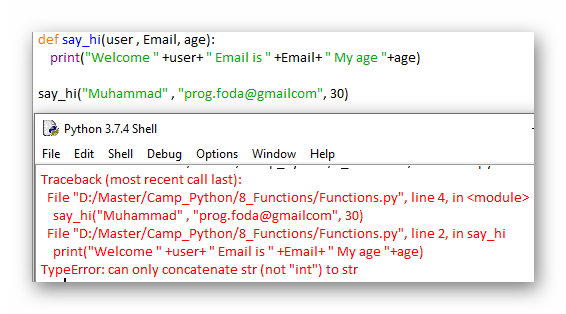 def say_hi(user , Email, age):
print("Welcome " +user+ " Email is " +Email+ " My age "+age)
say_hi("Muhammad" , "prog.foda@gmailcom", 30)
Python 3.7.4 Shell
File Edit Shell Debug Options Window Help
Traceback (most recent call last):
File "D:/Master/Camp_Python/8_Functions/Functions.py", line 4, in <module>
say_hi("Muhammad" , "prog.foda@gmailcom", 30)
File "D:/Master/Camp_Python/8_Functions/Functions.py", line 2, in say_hi
print("Welcome " +user+ " Email is " +Email+ " My age "+age)
TypeError: can only concatenate str (not "int") to str